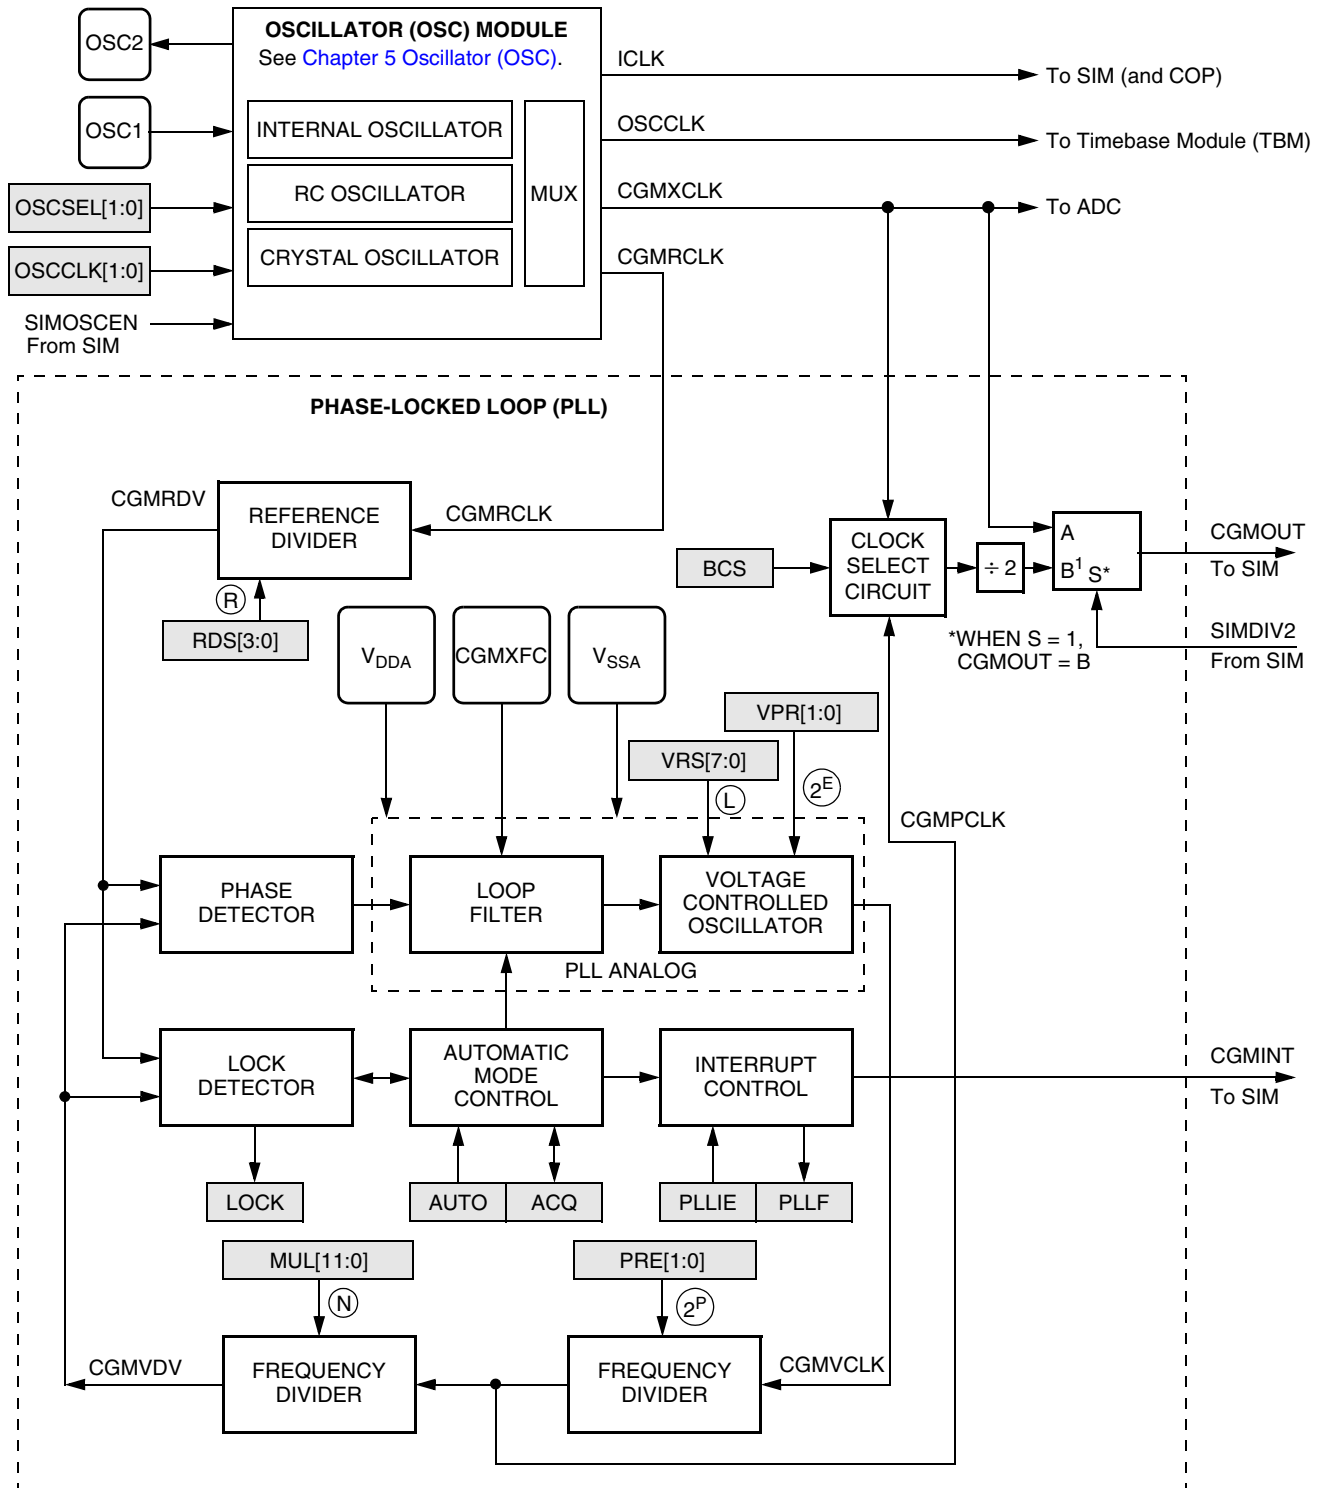 OSCILLATOR (OSC) MODULE
See Chapter 5 Oscillator (OSC).
OSC2
OSC1
OSCSEL[1:0]
OSCCLK[1:0]
SIMOSCEN
From SIM
INTERNAL OSCILLATOR
RC OSCILLATOR
CRYSTAL OSCILLATOR
MUX
ICLK
To SIM (and COP)
OSCCLK
To Timebase Module (TBM)
CGMXCLK
To ADC
CGMRCLK
PHASE-LOCKED LOOP (PLL)
CGMRDV
REFERENCE
DIVIDER
CGMRCLK
R
RDS[3:0]
BCS
CLOCK
SELECT
CIRCUIT
÷ 2
A
B¹ S*
CGMOUT
To SIM
*WHEN S = 1,
CGMOUT = B
SIMDIV2
From SIM
VDDA
CGMXFC
VSSA
VPR[1:0]
VRS[7:0]
L
2ᴱ
CGMPCLK
PHASE
DETECTOR
LOOP
FILTER
VOLTAGE
CONTROLLED
OSCILLATOR
PLL ANALOG
LOCK
DETECTOR
AUTOMATIC
MODE
CONTROL
INTERRUPT
CONTROL
CGMINT
To SIM
LOCK
AUTO
ACQ
PLLIE
PLLF
MUL[11:0]
PRE[1:0]
N
2ᴾ
CGMVDV
FREQUENCY
DIVIDER
FREQUENCY
DIVIDER
CGMVCLK